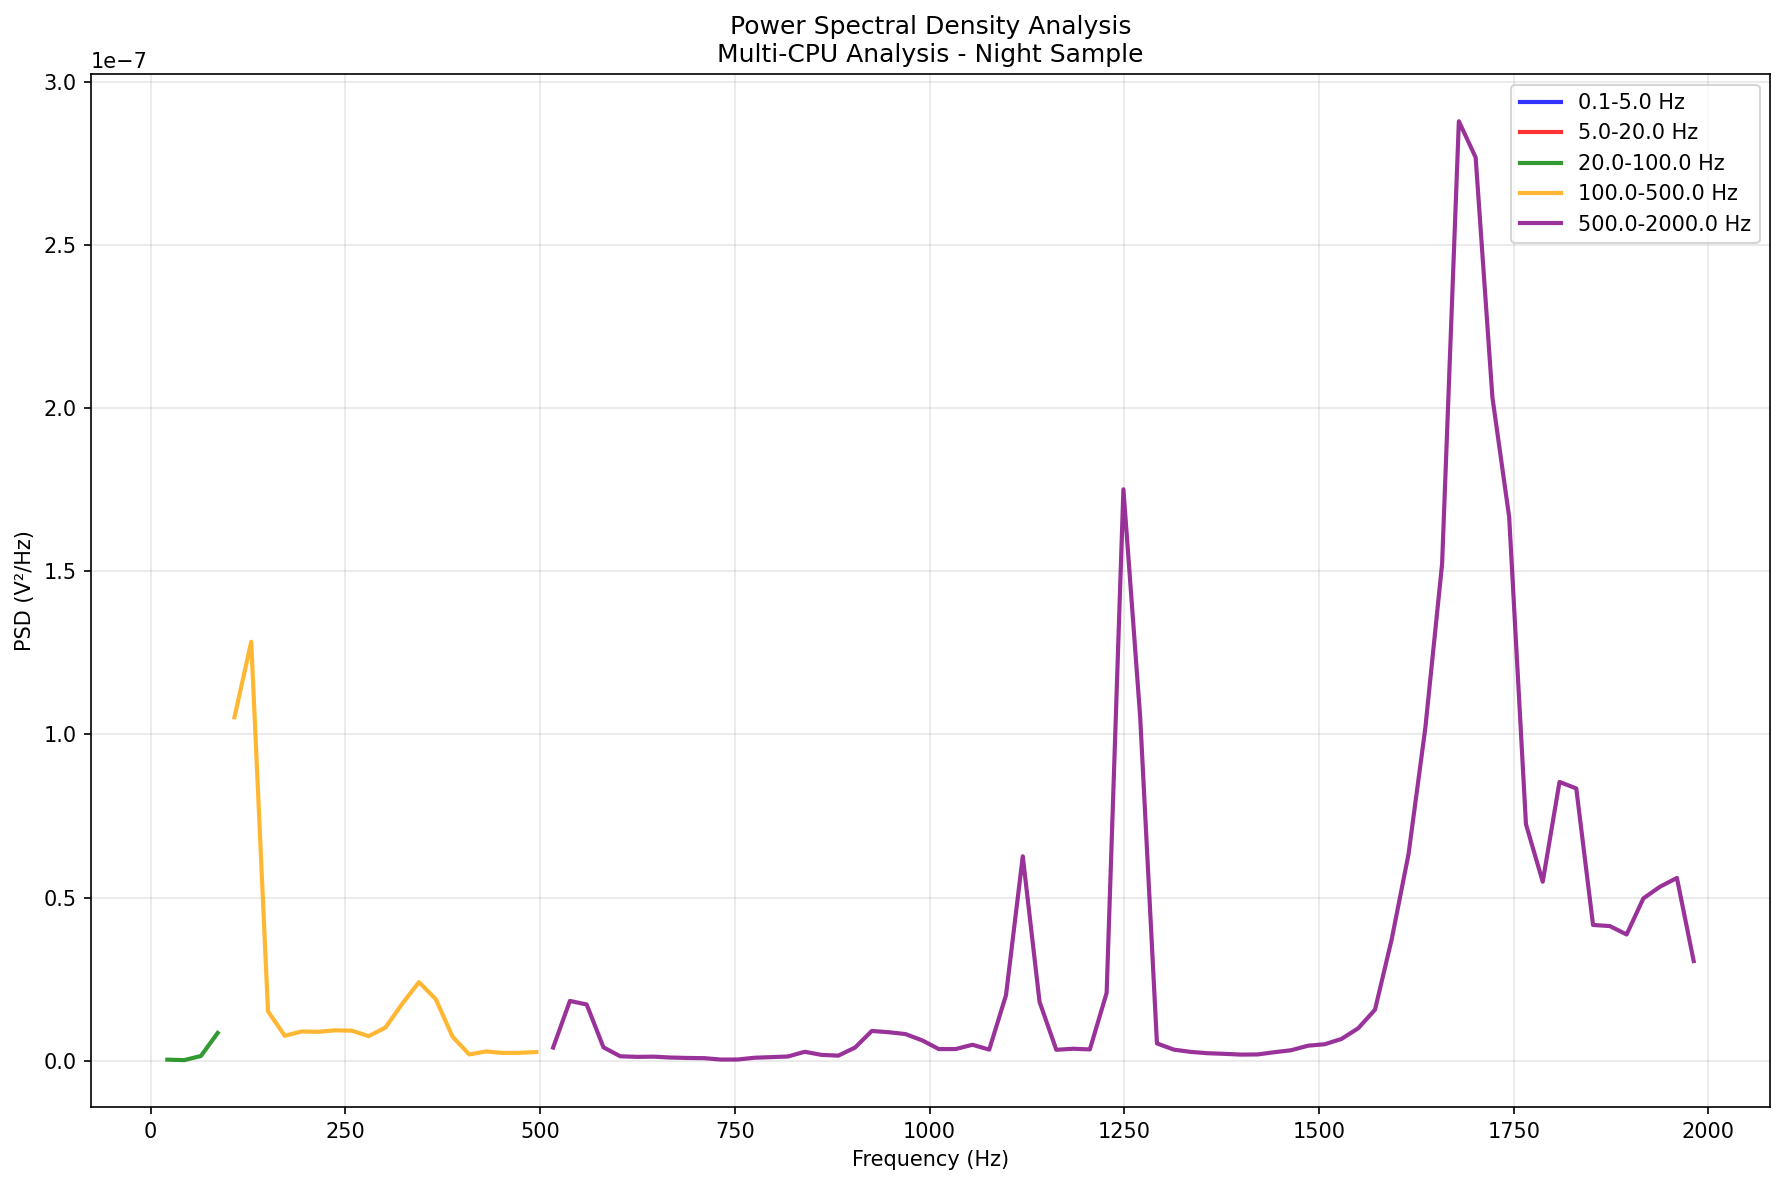 Power Spectral Density Analysis
Multi-CPU Analysis - Night Sample
1e−7
3.0
2.5
2.0
1.5
1.0
0.5
0.0
PSD (V²/Hz)
0.1-5.0 Hz
5.0-20.0 Hz
20.0-100.0 Hz
100.0-500.0 Hz
500.0-2000.0 Hz
0 250 500 750 1000 1250 1500 1750 2000
Frequency (Hz)